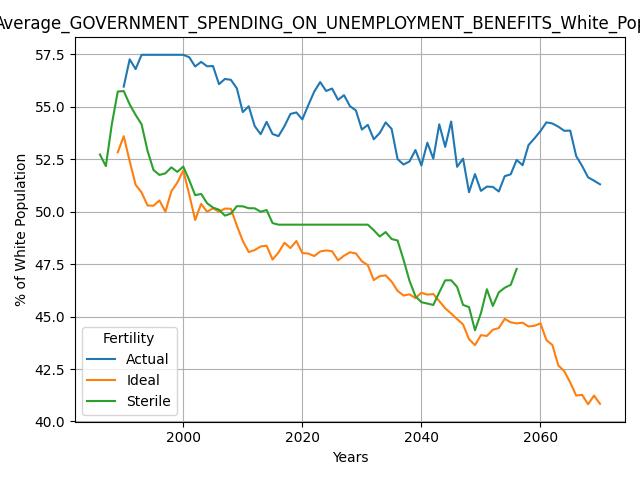 Average_GOVERNMENT_SPENDING_ON_UNEMPLOYMENT_BENEFITS_White_Pop
% of White Population
57.5
55.0
52.5
50.0
47.5
45.0
42.5
40.0
Fertility
Actual
Ideal
Sterile
2000
2020
2040
2060
Years